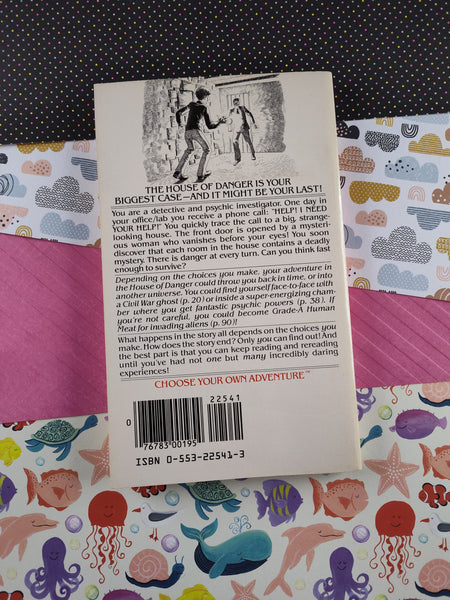 THE HOUSE OF DANGER IS YOUR
BIGGEST CASE—AND IT MIGHT BE YOUR LAST!
You are a detective and psychic investigator. One day in
your office/lab you receive a phone call: "HELP! I NEED
YOUR HELP!" You quickly trace the call to a big, strange-
looking house. The front door is opened by a mysteri-
ous woman who vanishes before your eyes! You soon
discover that each room in the house contains a deadly
mystery. There is danger at every turn. Can you think fast
enough to survive?
Depending on the choices you make, your adventure in
the House of Danger could throw you back in time, or into
another universe. You could find yourself face-to-face with
a Civil War ghost (p. 20) or inside a super-energizing cham-
ber where you get fantastic psychic powers (p. 38). If
you're not careful, you could become Grade-A Human
Meat for invading aliens (p. 90)!
What happens in the story all depends on the choices you
make. How does the story end? Only you can find out! And
the best part is that you can keep reading and rereading
until you've had not one but many incredibly daring
experiences!
CHOOSE YOUR OWN ADVENTURE™
22541
0
76783 00195
ISBN 0-553-22541-3